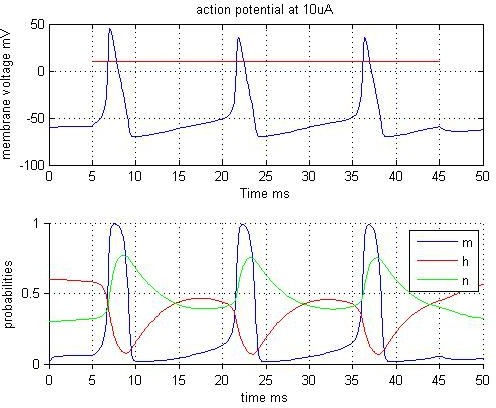 action potential at 10uA
membrane voltage mV
50
0
-50
-100
0 5 10 15 20 25 30 35 40 45 50
Time ms
probabilities
1
0.5
0
m
h
n
0 5 10 15 20 25 30 35 40 45 50
time ms